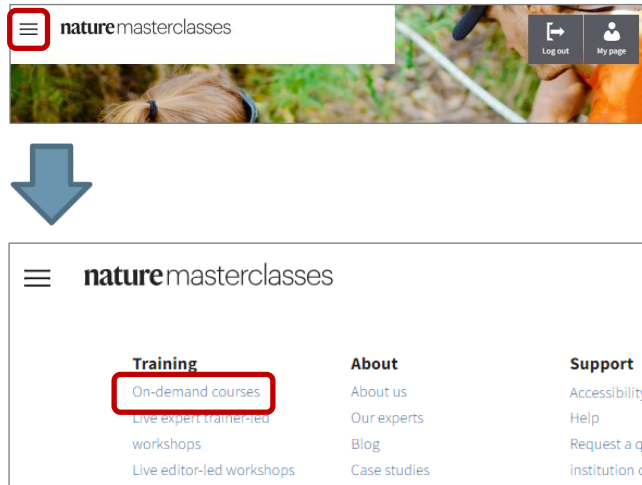 nature masterclasses
Log out My page
nature masterclasses
Training About Support
On-demand courses About us Accessibility
Live expert trainer-led Our experts Help
workshops Blog Request a
Live editor-led workshops Case studies institution